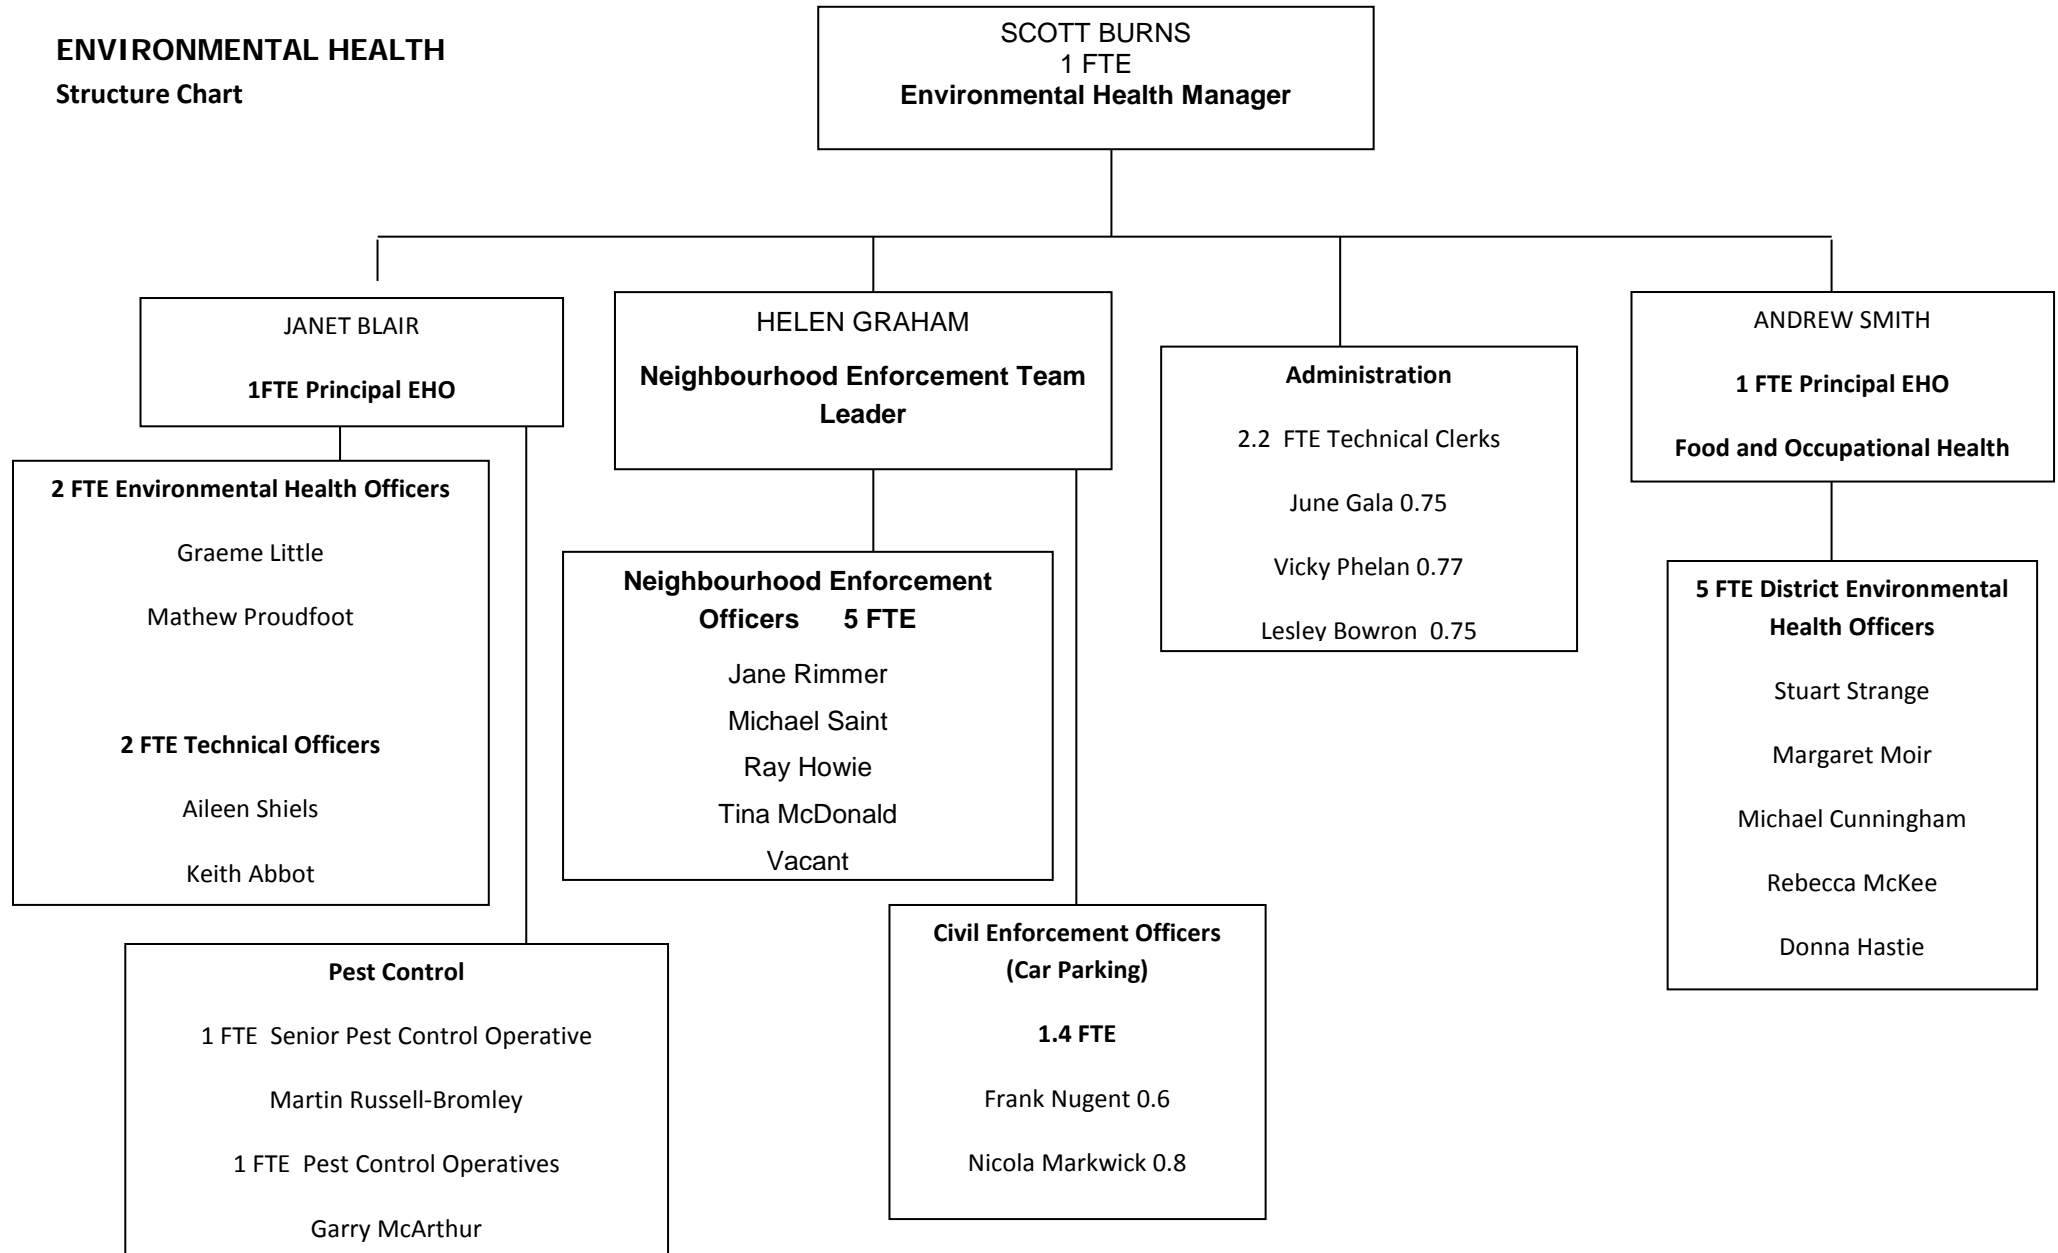 ENVIRONMENTAL HEALTH
Structure Chart
SCOTT BURNS
1 FTE
Environmental Health Manager
JANET BLAIR
1FTE Principal EHO
HELEN GRAHAM
Neighbourhood Enforcement Team
Leader
Administration
2.2 FTE Technical Clerks
June Gala 0.75
Vicky Phelan 0.77
Lesley Bowron 0.75
ANDREW SMITH
1 FTE Principal EHO
Food and Occupational Health
2 FTE Environmental Health Officers
Graeme Little
Mathew Proudfoot
2 FTE Technical Officers
Aileen Shiels
Keith Abbot
Neighbourhood Enforcement
Officers 5 FTE
Jane Rimmer
Michael Saint
Ray Howie
Tina McDonald
Vacant
5 FTE District Environmental
Health Officers
Stuart Strange
Margaret Moir
Michael Cunningham
Rebecca McKee
Donna Hastie
Pest Control
1 FTE Senior Pest Control Operative
Martin Russell-Bromley
1 FTE Pest Control Operatives
Garry McArthur
Civil Enforcement Officers
(Car Parking)
1.4 FTE
Frank Nugent 0.6
Nicola Markwick 0.8